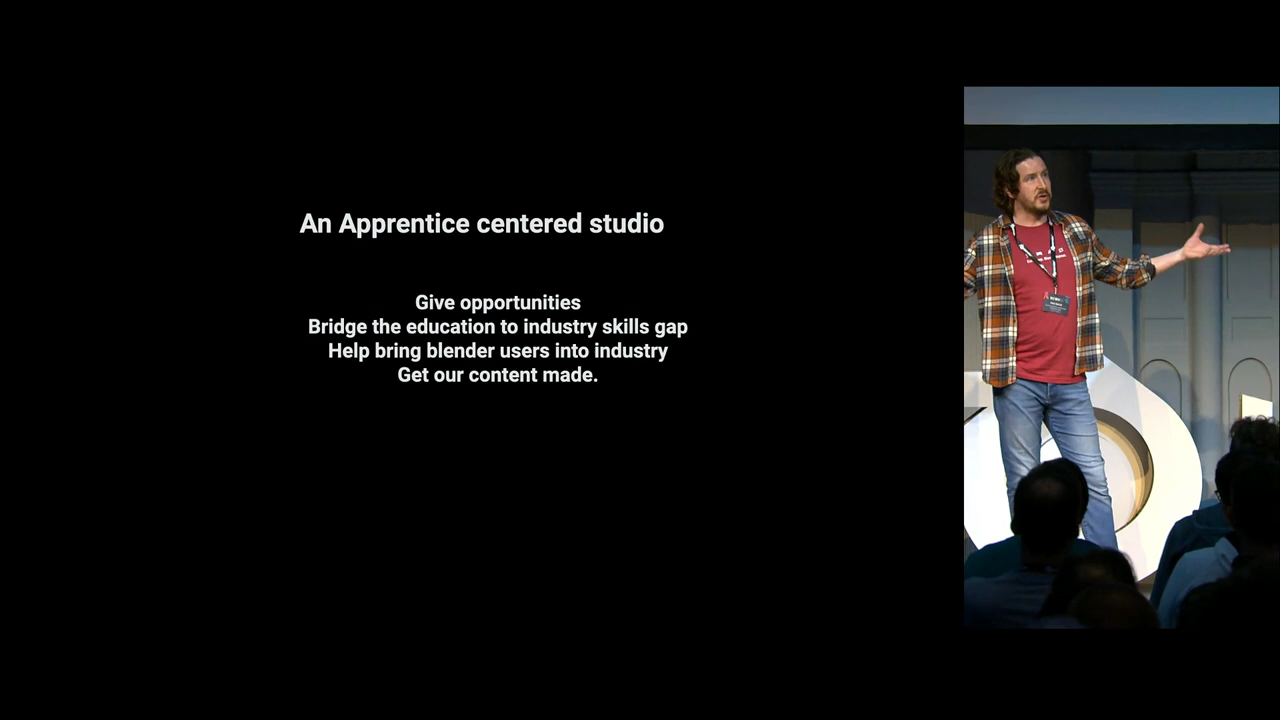 An Apprentice centered studio
Give opportunities
Bridge the education to industry skills gap
Help bring blender users into industry
Get our content made.